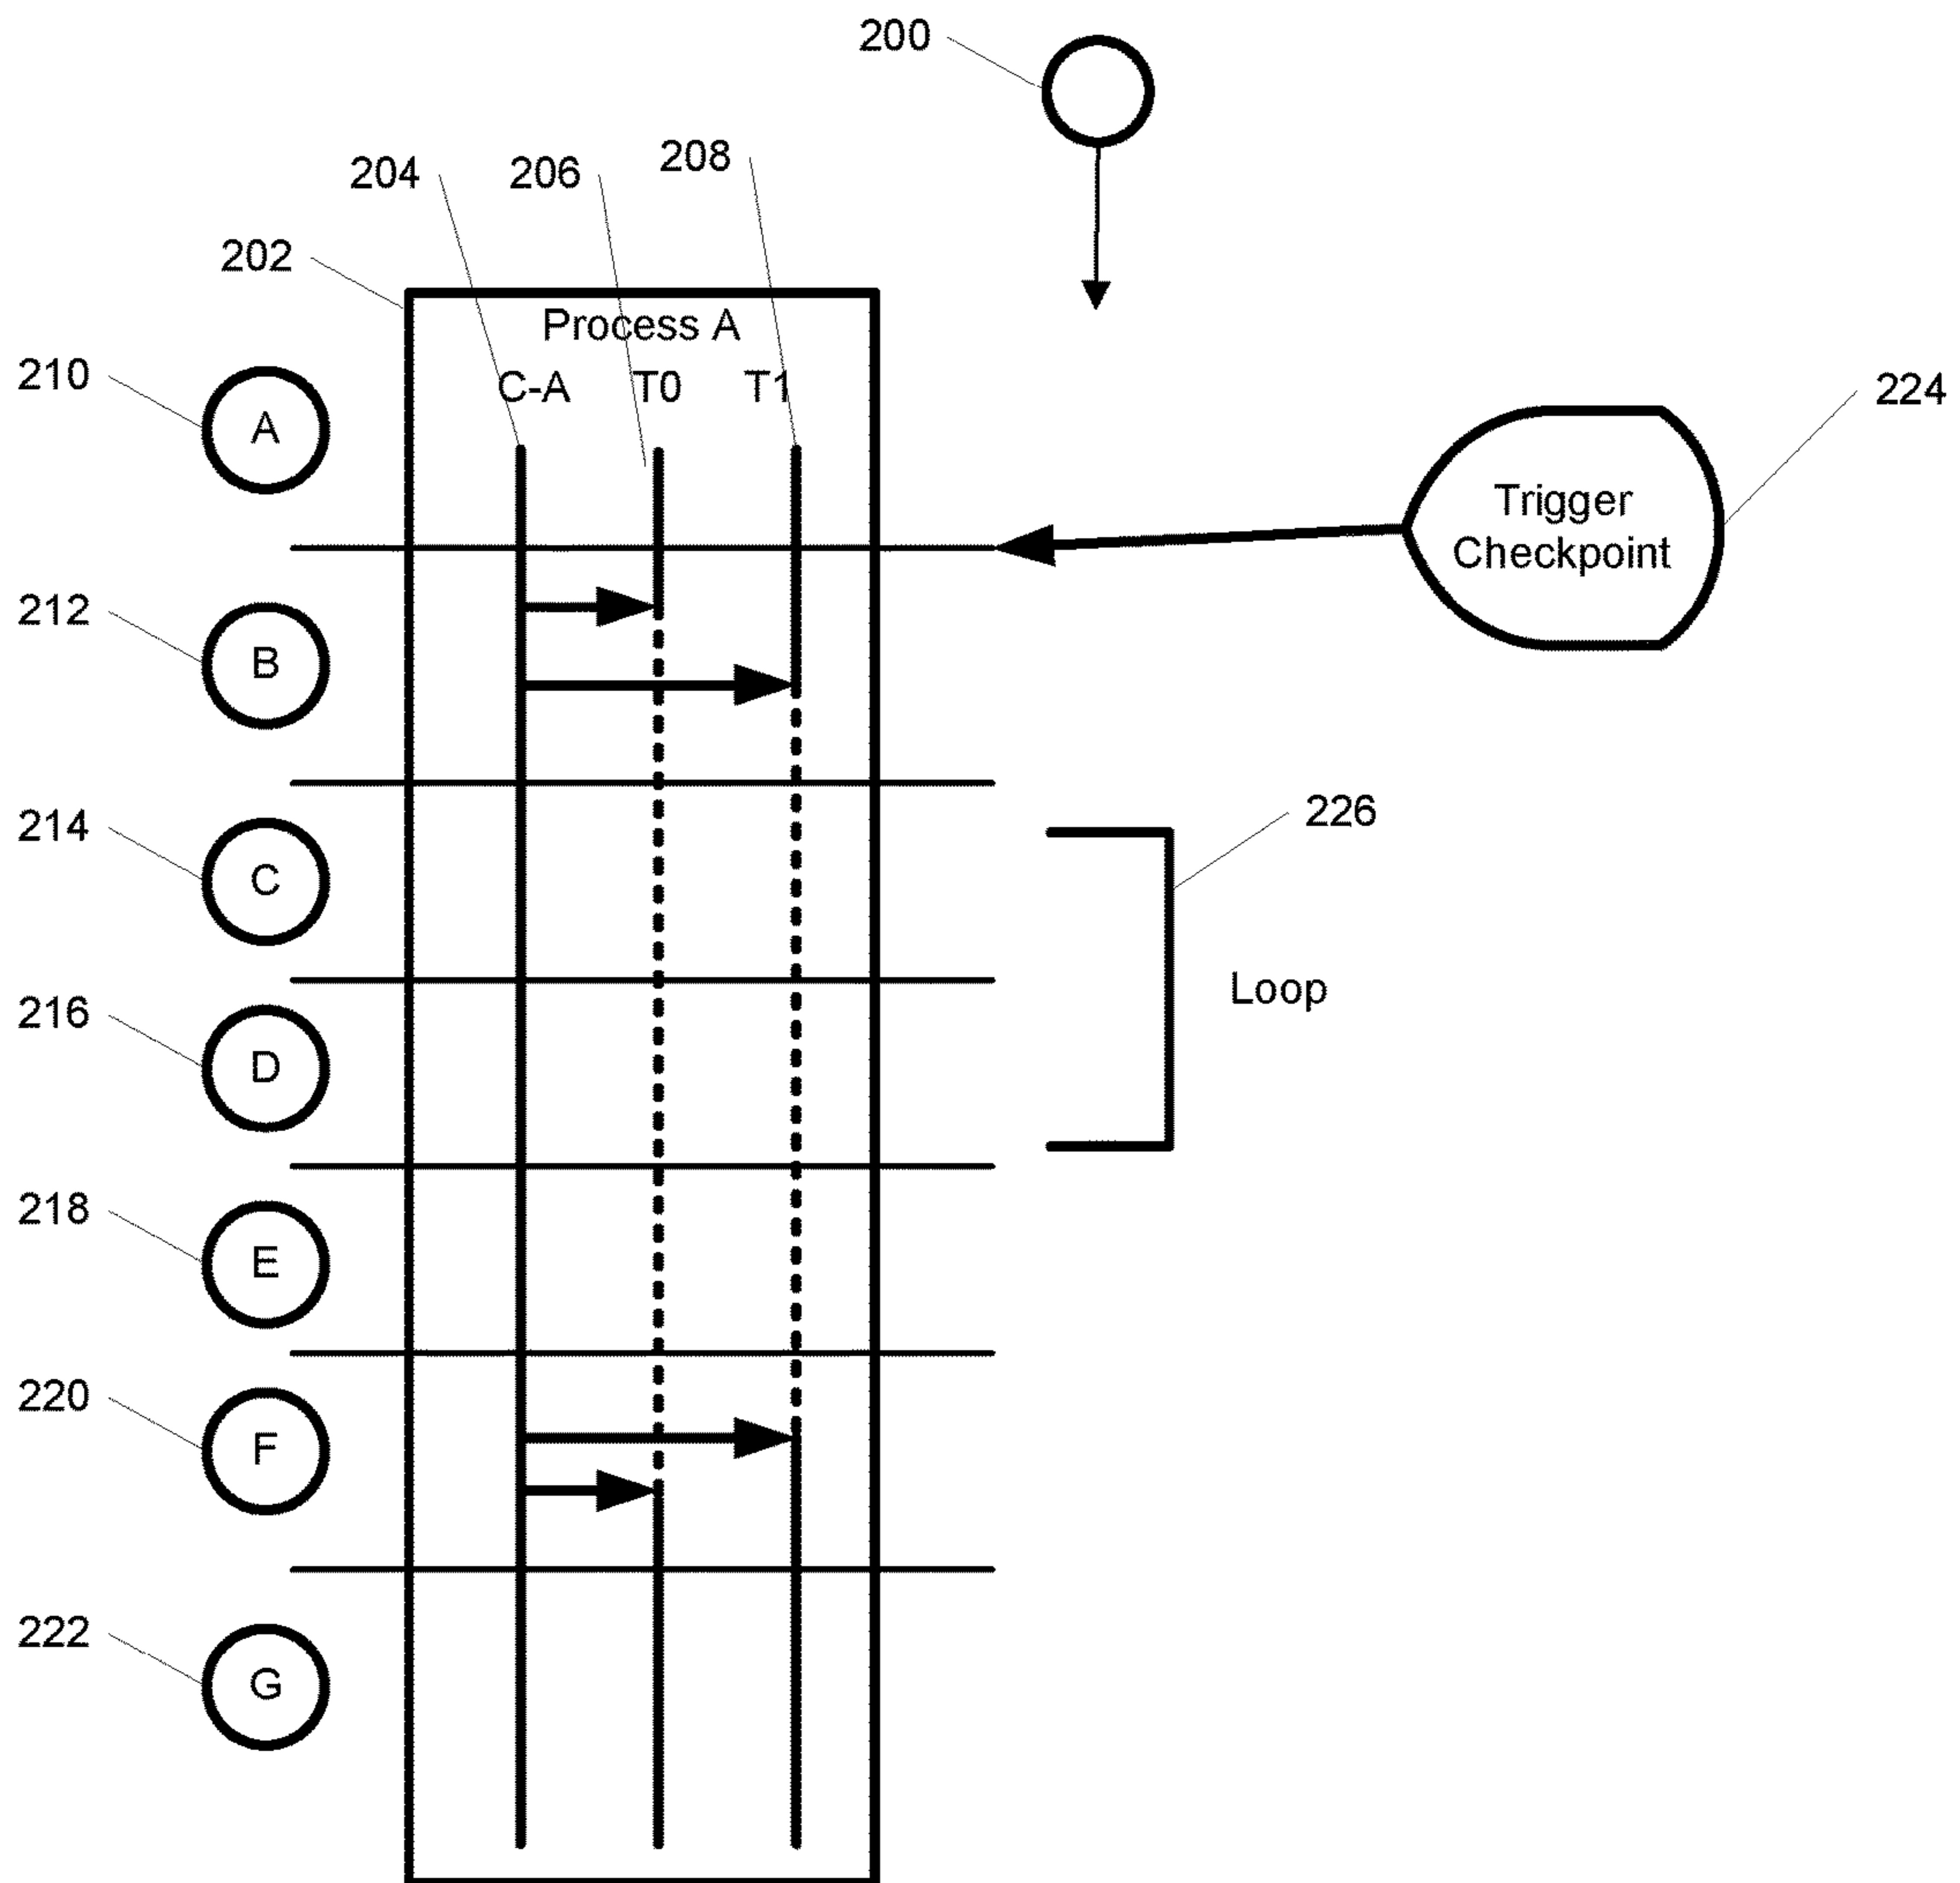 200
204
206
208
202
Process A
C-A
T0
T1
210
A
224
Trigger
Checkpoint
212
B
214
C
226
216
D
Loop
218
E
220
F
222
G